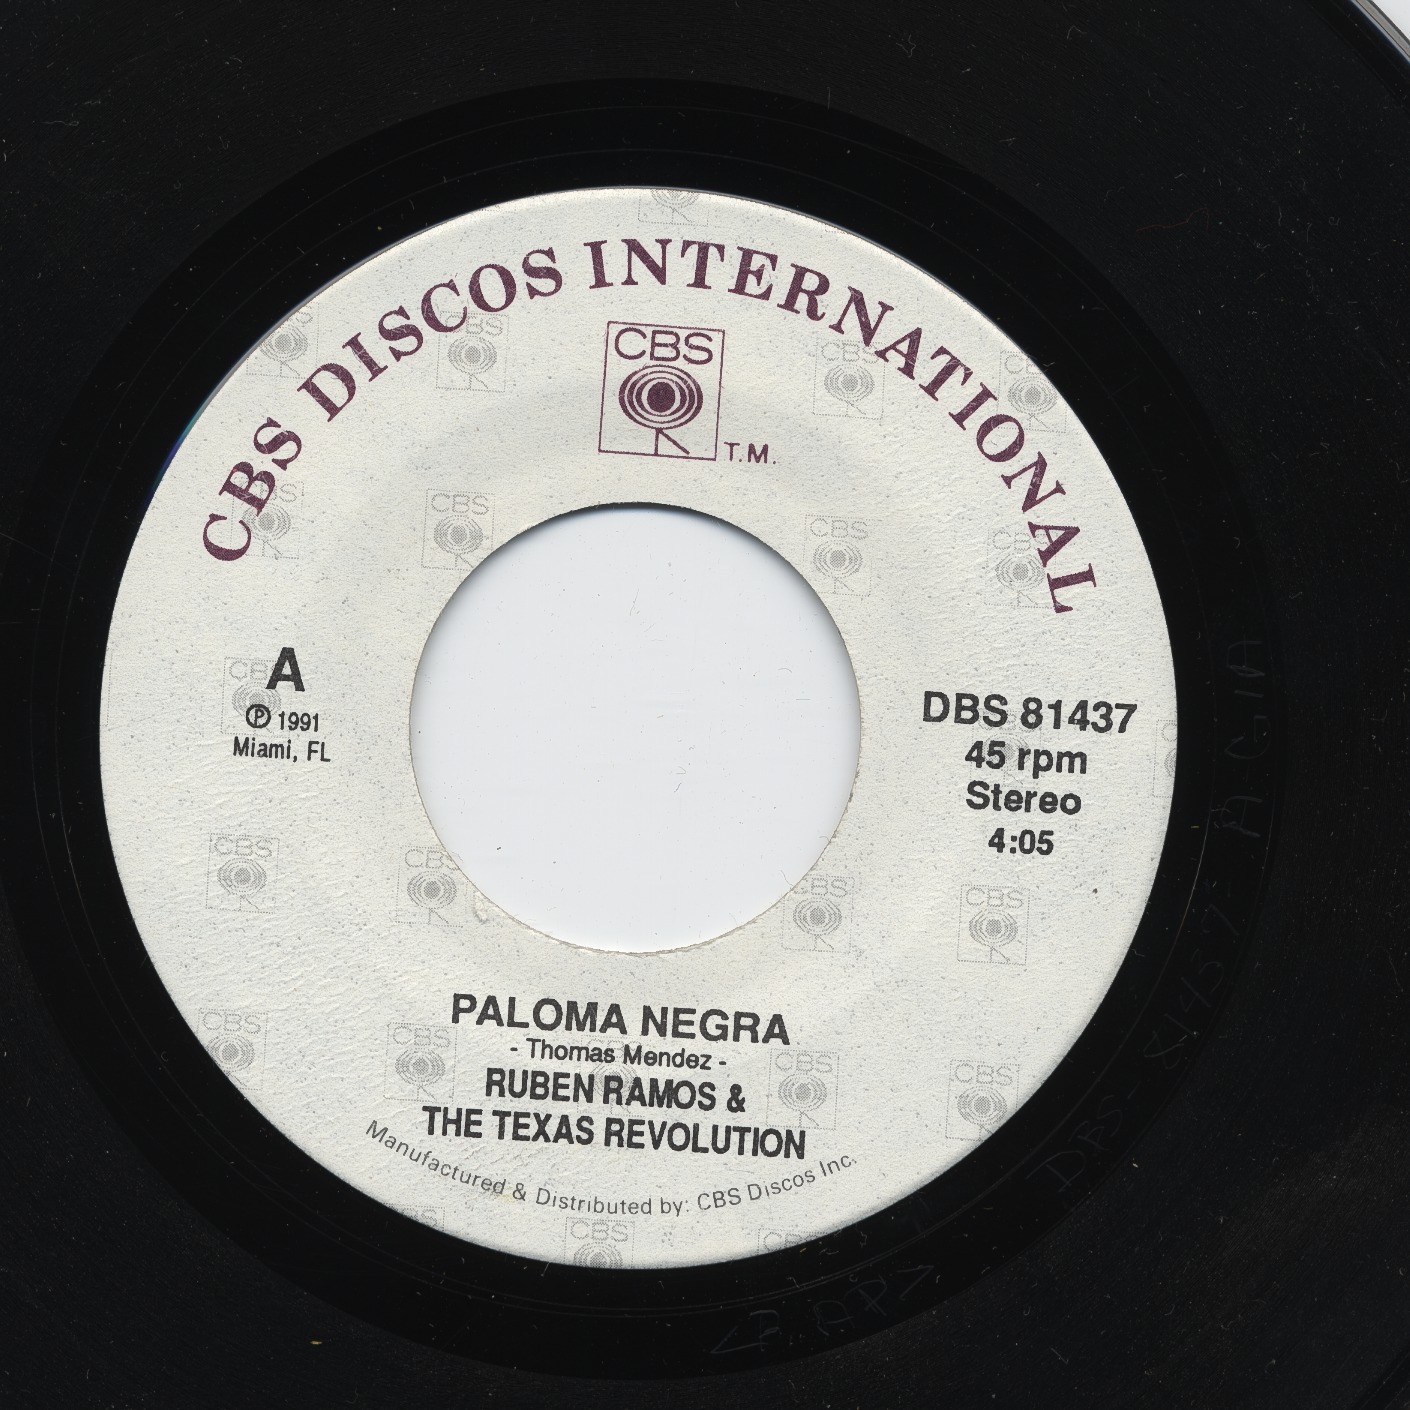 CBS DISCOS INTERNATIONAL
CBS
T.M.
A
℗ 1991
Miami, FL
DBS 81437
45 rpm
Stereo
4:05
PALOMA NEGRA
- Thomas Mendez -
RUBEN RAMOS &
THE TEXAS REVOLUTION
Manufactured & Distributed by: CBS Discos Inc.